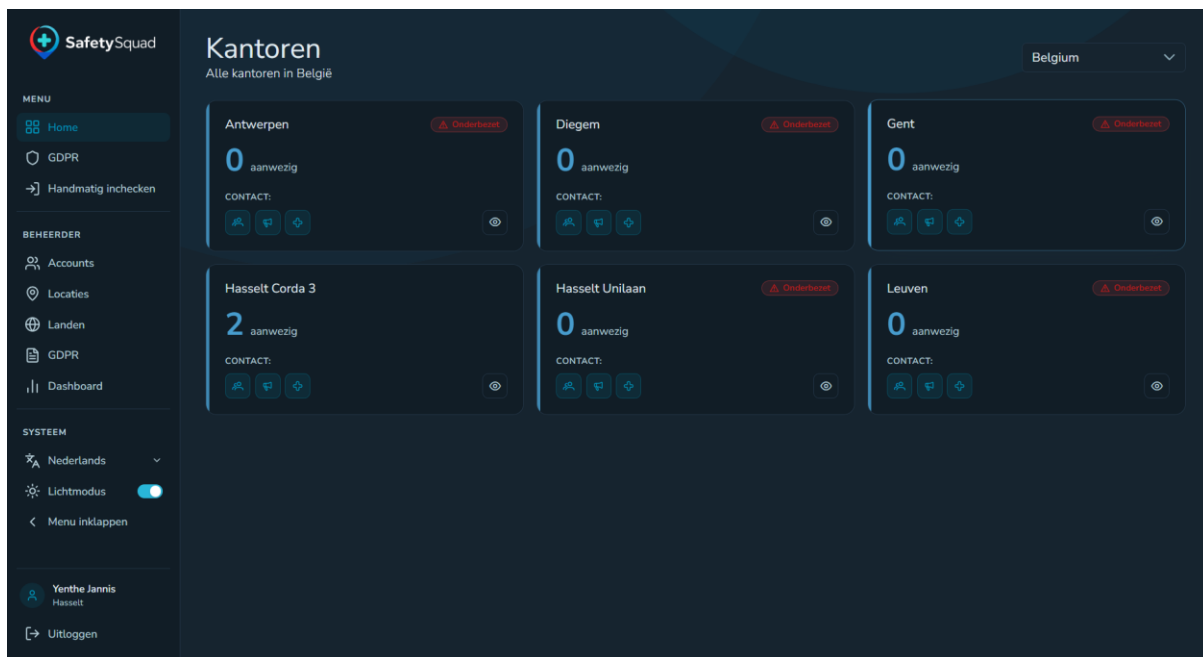 SafetySquad
MENU
Home
GDPR
Handmatig inchecken
BEHEERDER
Accounts
Locaties
Landen
GDPR
Dashboard
SYSTEEM
Nederlands
Lichtmodus
Menu inklappen
Yenthe Jannis
Hasselt
Uitloggen
Kantoren
Alle kantoren in België
Belgium
Antwerpen
Onderbezet
0 aanwezig
CONTACT:
Diegem
Onderbezet
0 aanwezig
CONTACT:
Gent
Onderbezet
0 aanwezig
CONTACT:
Hasselt Corda 3
2 aanwezig
CONTACT:
Hasselt Unilaan
Onderbezet
0 aanwezig
CONTACT:
Leuven
Onderbezet
0 aanwezig
CONTACT: